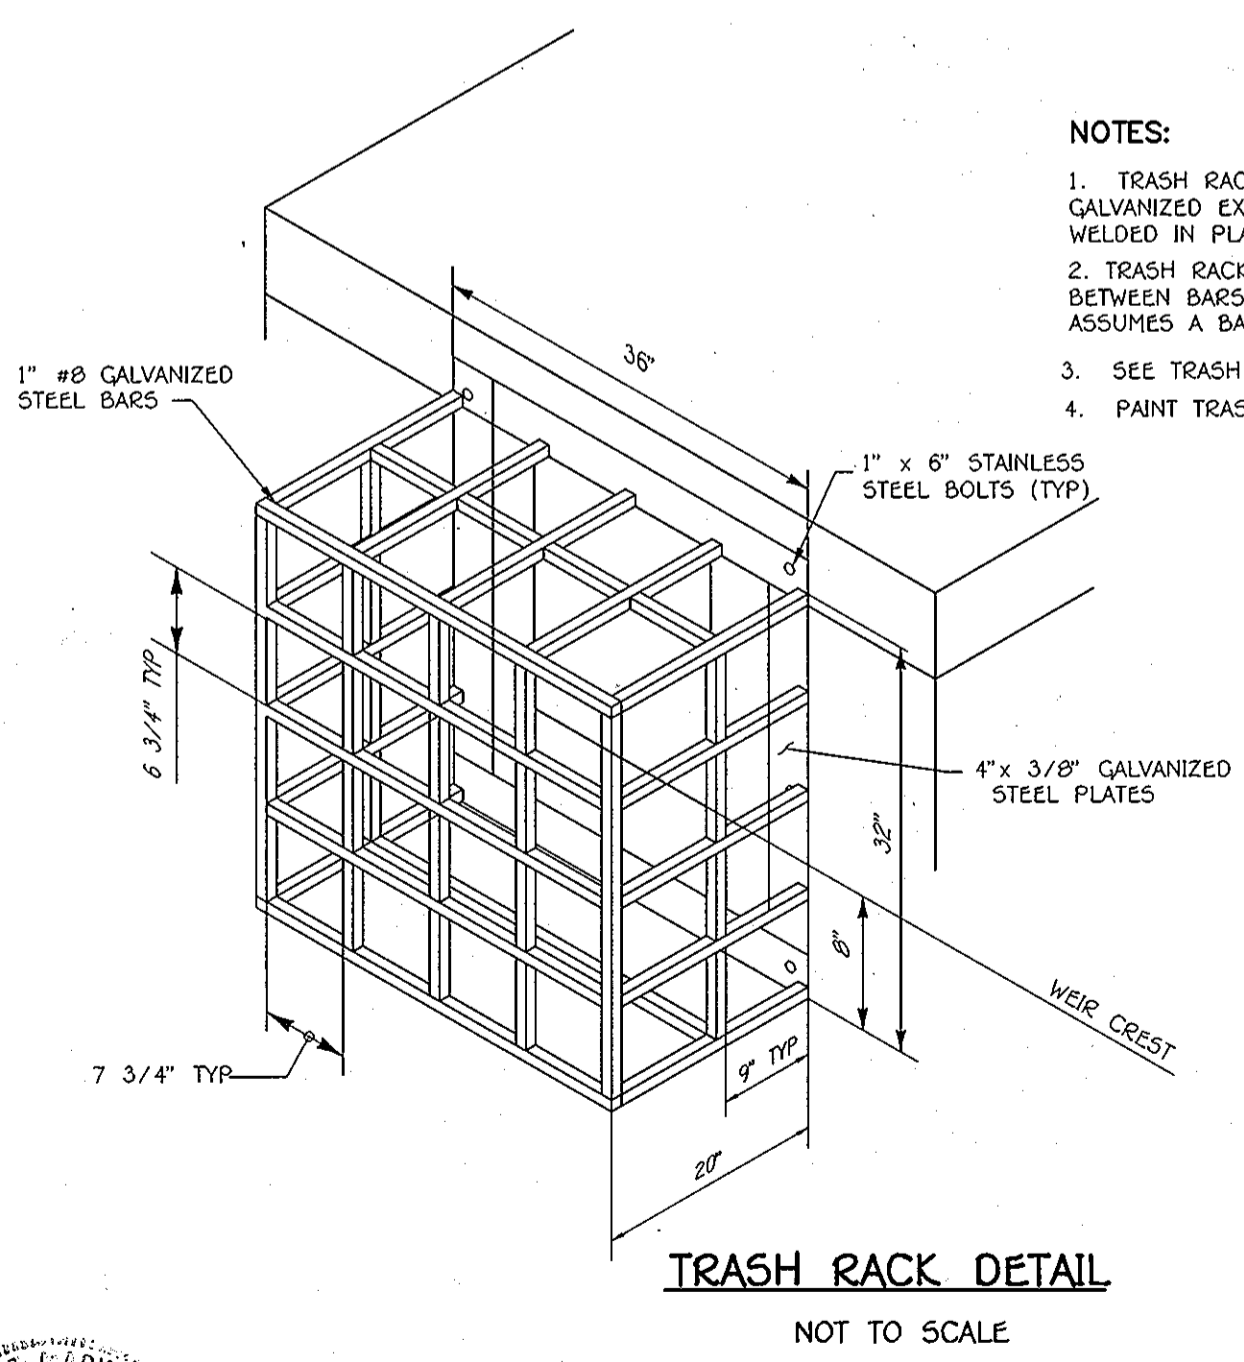 NOTES:
1. TRASH RAC
GALVANIZED EX
WELDED IN PLA
2. TRASH RACK
BETWEEN BARS
ASSUMES A BA
3. SEE TRASH
4. PAINT TRAS
36"
1" #8 GALVANIZED
STEEL BARS
1" x 6" STAINLESS
STEEL BOLTS (TYP)
6 3/4" TYP
4"x 3/8" GALVANIZED
STEEL PLATES
32"
8"
WEIR CREST
7 3/4" TYP
9" TYP
20"
TRASH RACK DETAIL
NOT TO SCALE